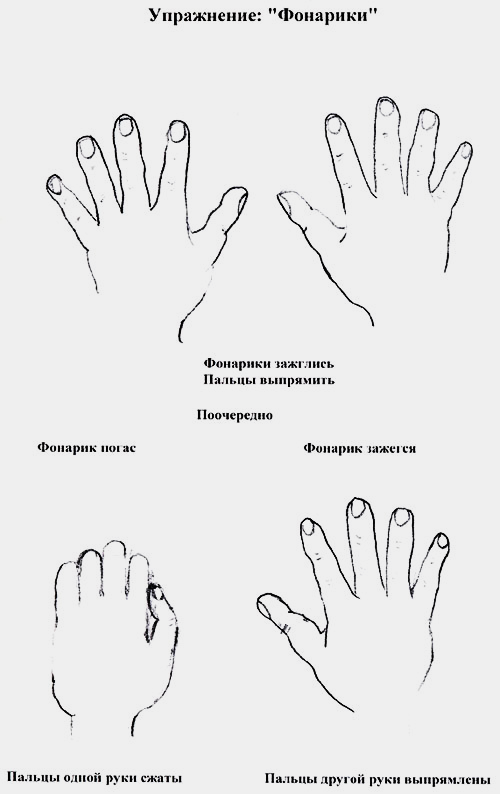 Упражнение: "Фонарики"
Фонарики зажглись
Пальцы выпрямить
Поочередно
Фонарик погас
Фонарик зажегся
Пальцы одной руки сжаты
Пальцы другой руки выпрямлены